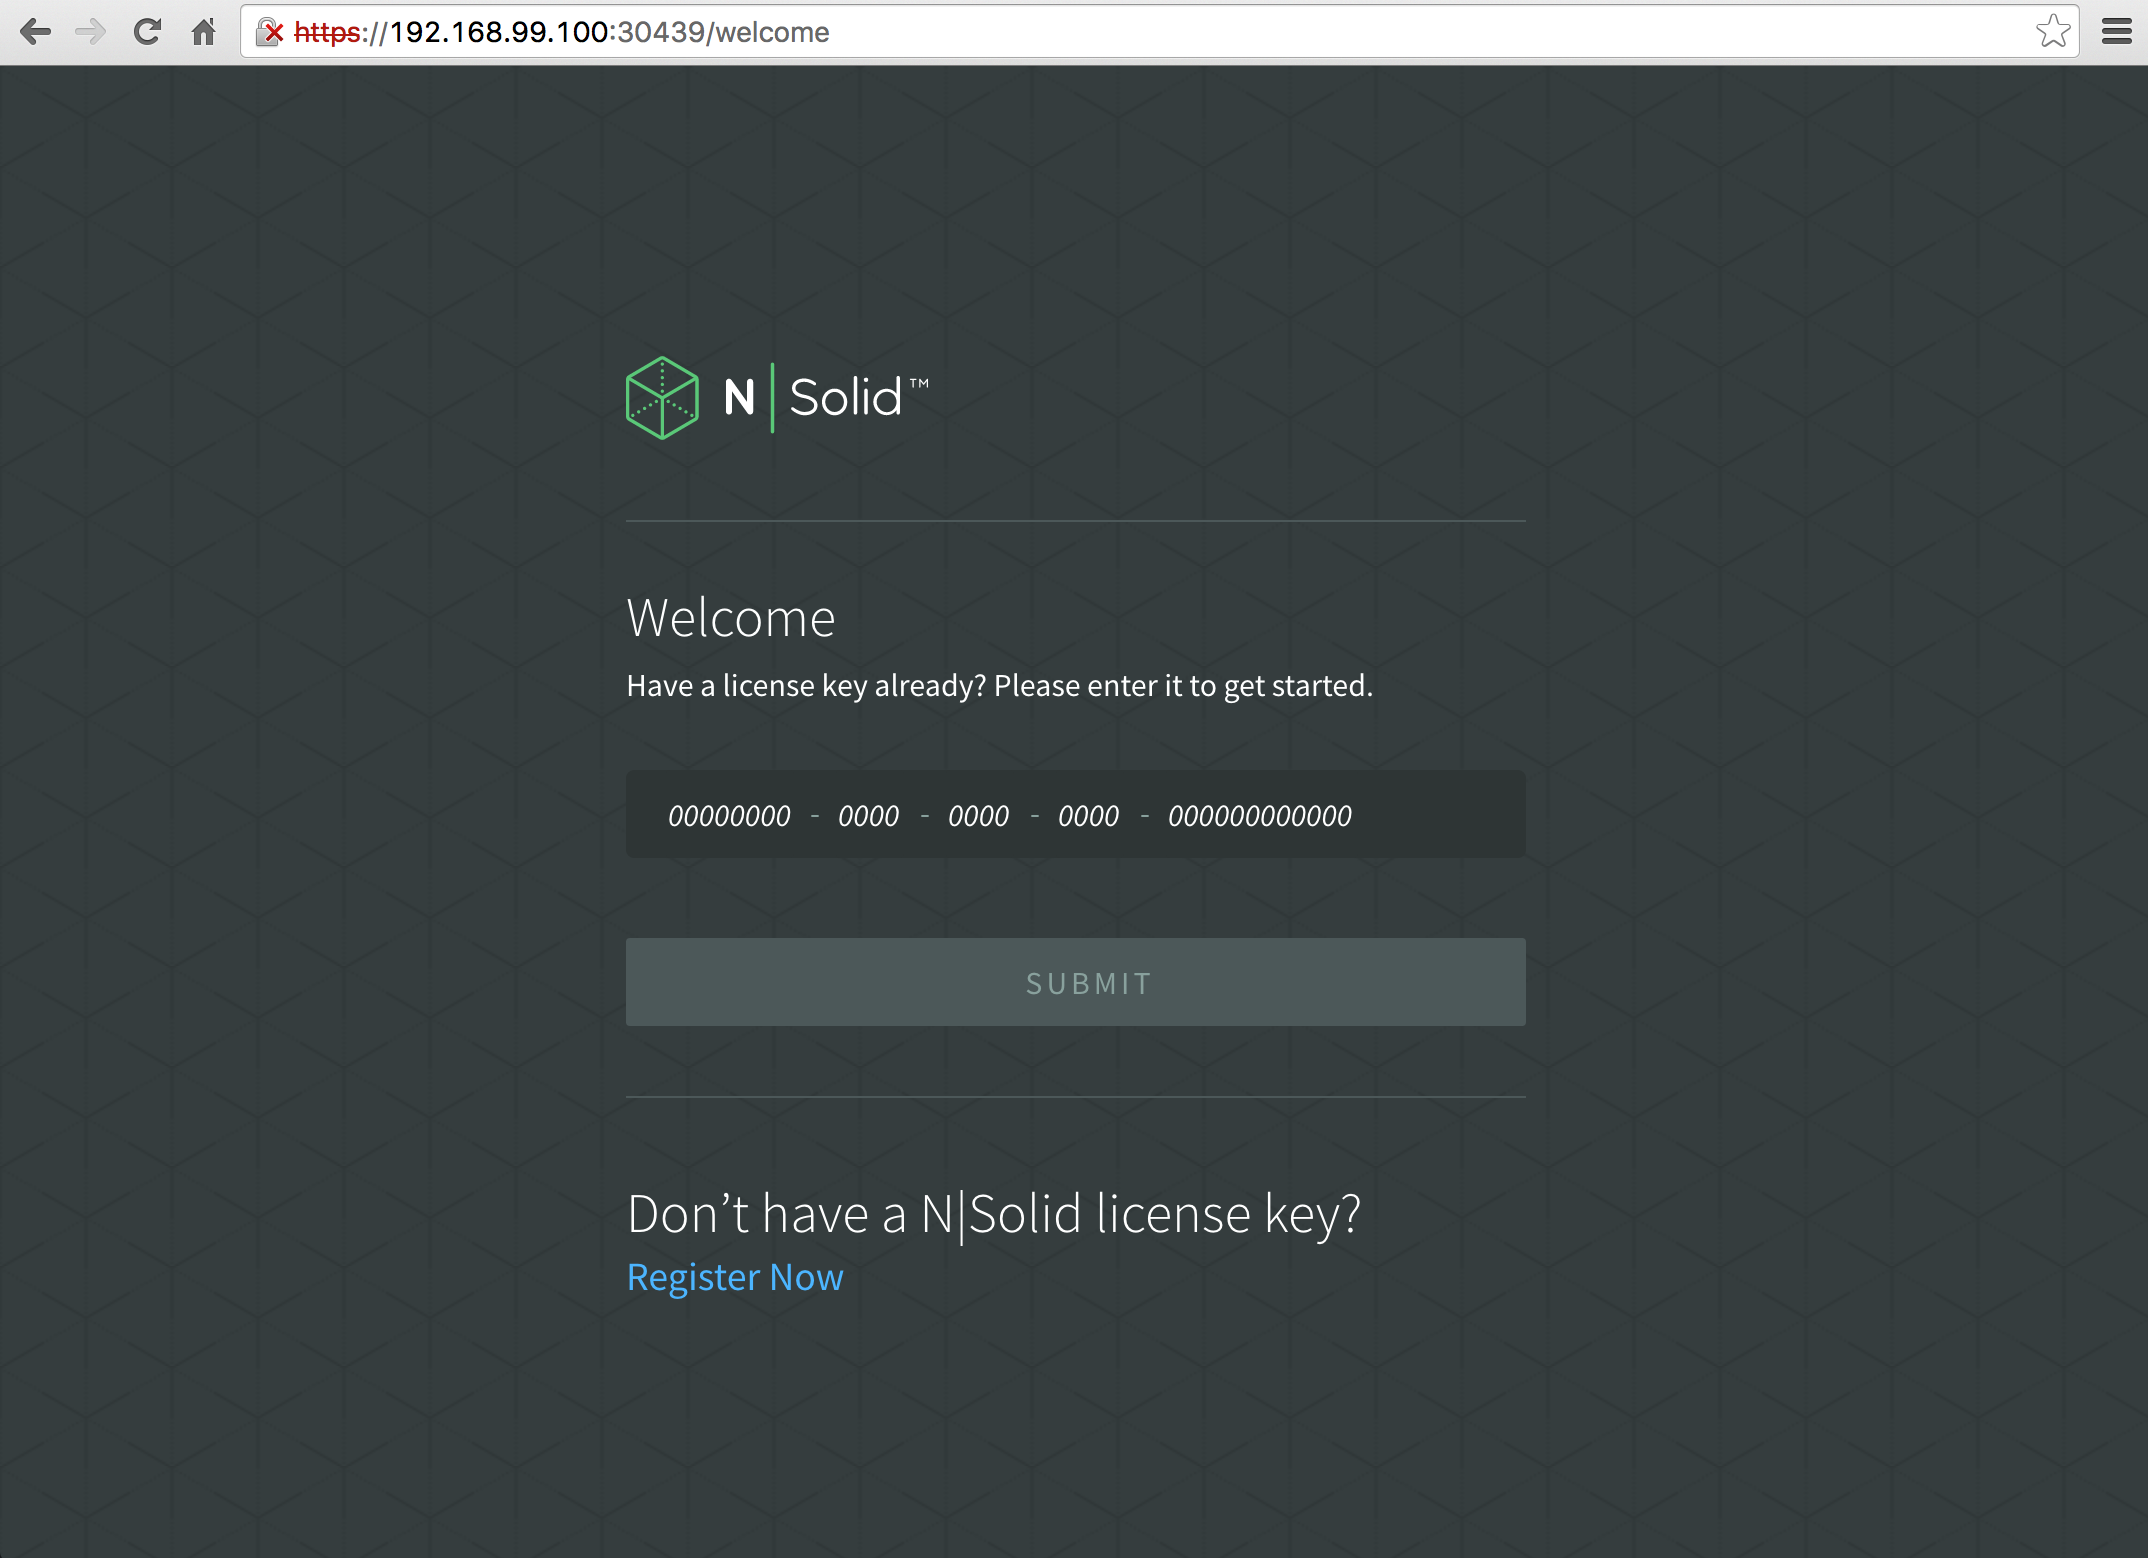 https://192.168.99.100:30439/welcome
N | Solid™
Welcome
Have a license key already? Please enter it to get started.
00000000 - 0000 - 0000 - 0000 - 000000000000
SUBMIT
Don’t have a N|Solid license key?
Register Now